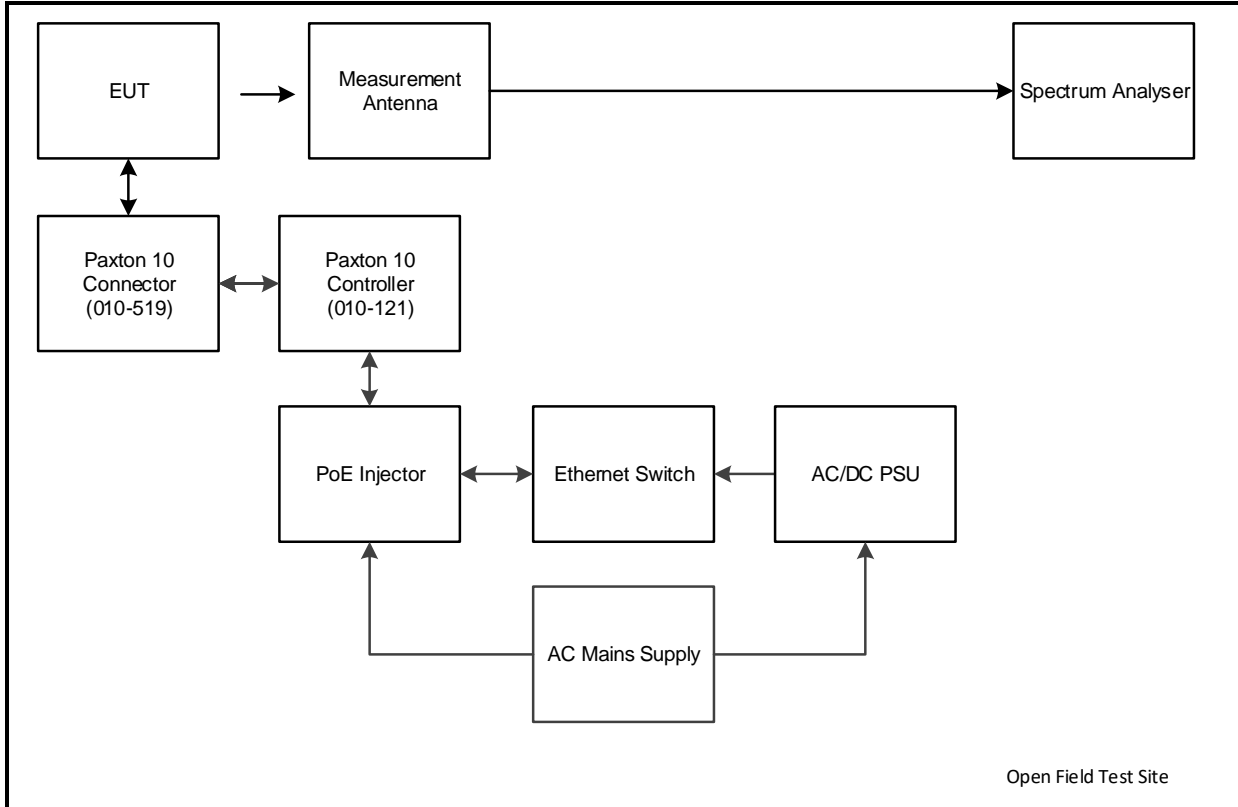 EUT
Measurement
Antenna
Spectrum Analyser
Paxton 10
Connector
(010-519)
Paxton 10
Controller
(010-121)
PoE Injector
Ethernet Switch
AC/DC PSU
AC Mains Supply
Open Field Test Site